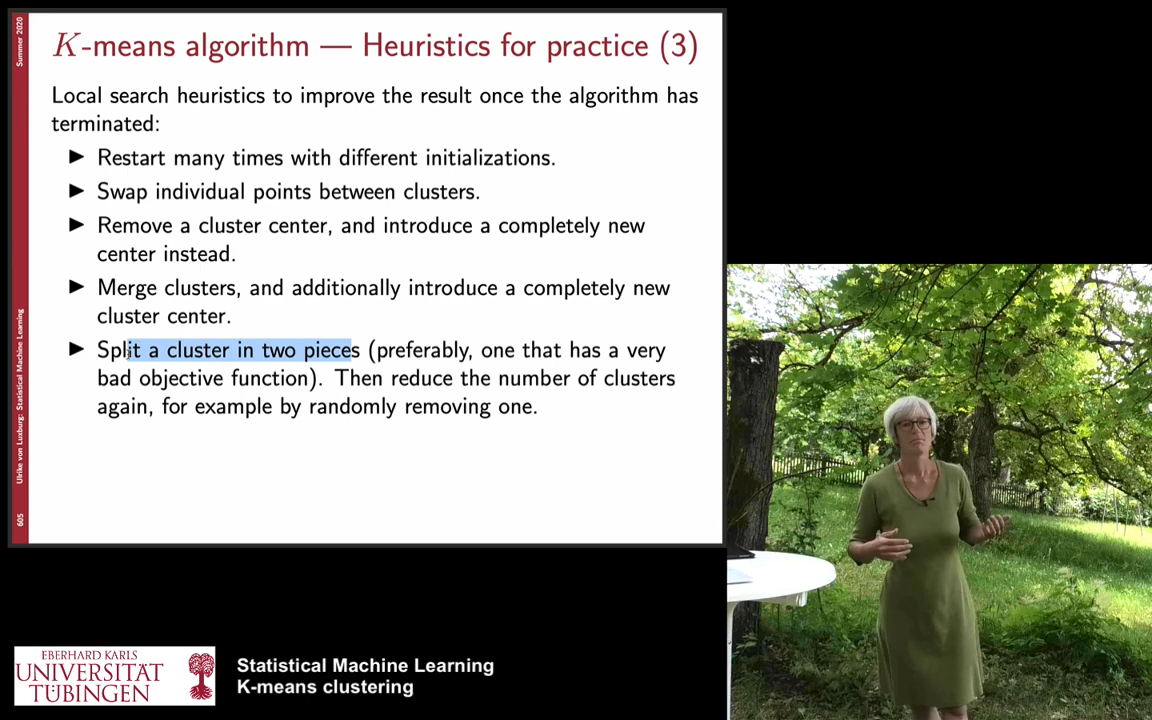 K-means algorithm — Heuristics for practice (3)
Local search heuristics to improve the result once the algorithm has
terminated:
▶ Restart many times with different initializations.
▶ Swap individual points between clusters.
▶ Remove a cluster center, and introduce a completely new
center instead.
▶ Merge clusters, and additionally introduce a completely new
cluster center.
▶ Split a cluster in two pieces (preferably, one that has a very
bad objective function). Then reduce the number of clusters
again, for example by randomly removing one.
Summer 2020
Ulrike von Luxburg: Statistical Machine Learning
605
EBERHARD KARLS
UNIVERSITÄT
TÜBINGEN
Statistical Machine Learning
K-means clustering